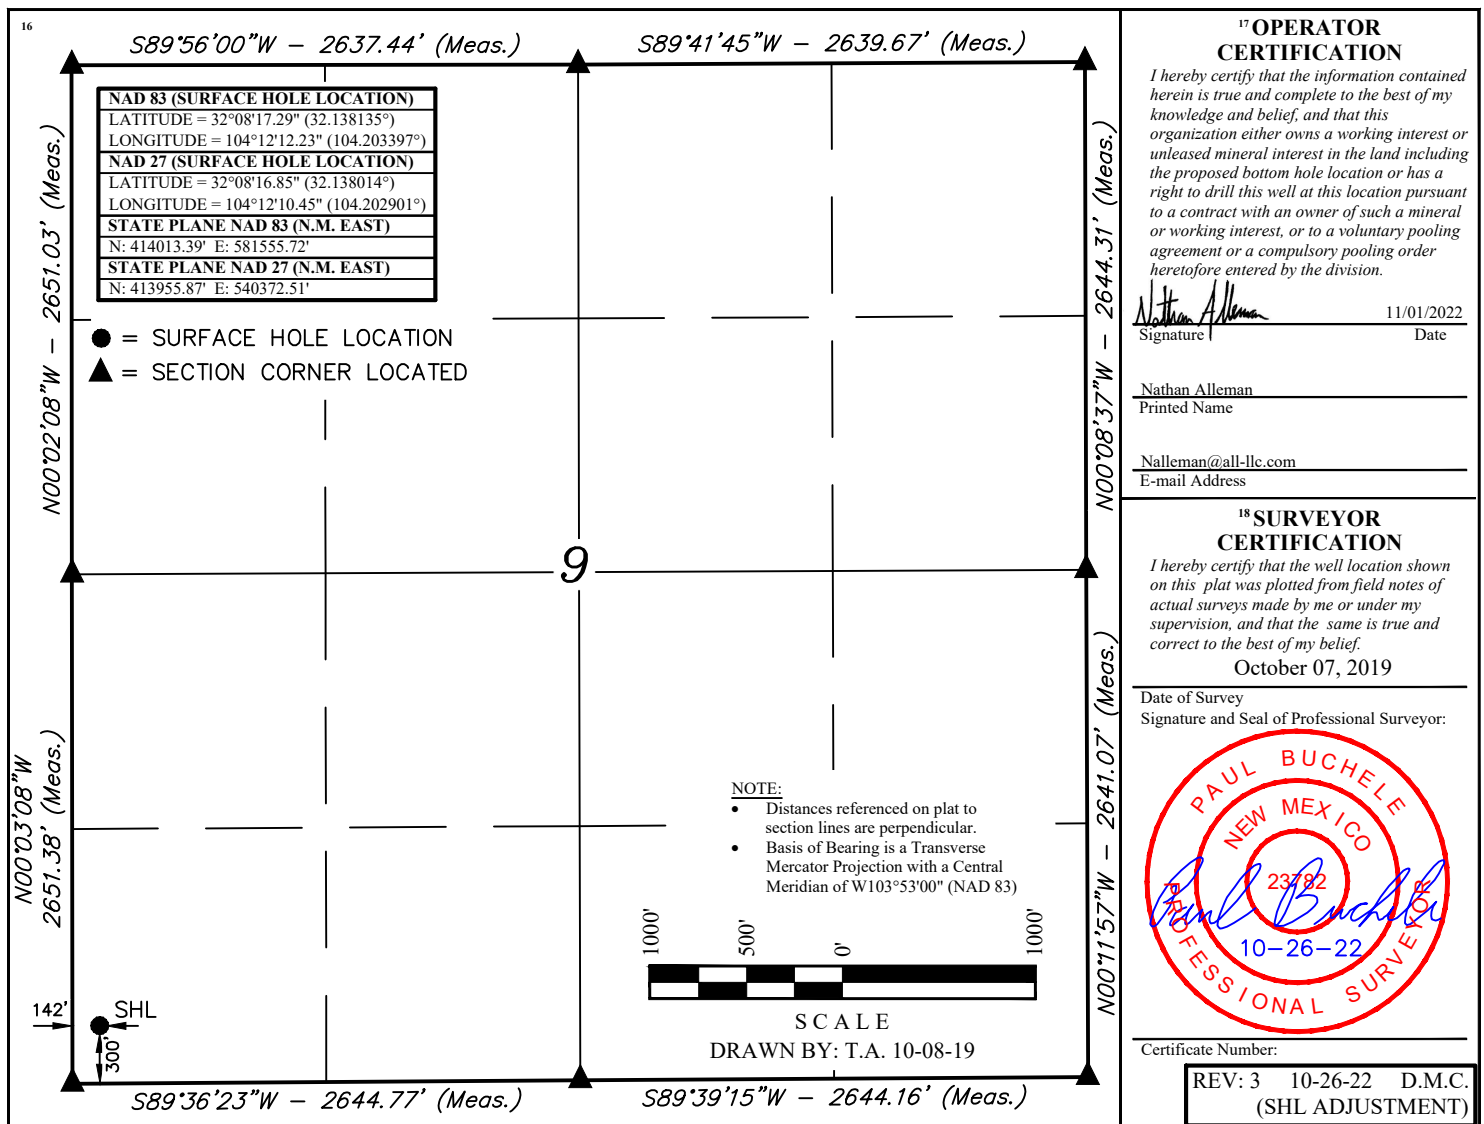 16
S89°56'00"W – 2637.44' (Meas.)
S89°41'45"W – 2639.67' (Meas.)
NAD 83 (SURFACE HOLE LOCATION)
LATITUDE = 32°08'17.29" (32.138135°)
LONGITUDE = 104°12'12.23" (104.203397°)
NAD 27 (SURFACE HOLE LOCATION)
LATITUDE = 32°08'16.85" (32.138014°)
LONGITUDE = 104°12'10.45" (104.202901°)
STATE PLANE NAD 83 (N.M. EAST)
N: 414013.39' E: 581555.72'
STATE PLANE NAD 27 (N.M. EAST)
N: 413955.87' E: 540372.51'
= SURFACE HOLE LOCATION
= SECTION CORNER LOCATED
N00°02'08"W – 2651.03' (Meas.)
N00°08'37"W – 2644.31' (Meas.)
9
N00°03'08"W
2651.38' (Meas.)
N00°11'57"W – 2641.07' (Meas.)
NOTE:
• Distances referenced on plat to
section lines are perpendicular.
• Basis of Bearing is a Transverse
Mercator Projection with a Central
Meridian of W103°53'00" (NAD 83)
1000'
500'
0'
1000'
SCALE
DRAWN BY: T.A. 10-08-19
142'
SHL
300'
S89°36'23"W – 2644.77' (Meas.)
S89°39'15"W – 2644.16' (Meas.)
17 OPERATOR
CERTIFICATION
I hereby certify that the information contained
herein is true and complete to the best of my
knowledge and belief, and that this
organization either owns a working interest or
unleased mineral interest in the land including
the proposed bottom hole location or has a
right to drill this well at this location pursuant
to a contract with an owner of such a mineral
or working interest, or to a voluntary pooling
agreement or a compulsory pooling order
heretofore entered by the division.
Nathan Alleman
11/01/2022
Signature
Date
Nathan Alleman
Printed Name
Nalleman@all-llc.com
E-mail Address
18 SURVEYOR
CERTIFICATION
I hereby certify that the well location shown
on this plat was plotted from field notes of
actual surveys made by me or under my
supervision, and that the same is true and
correct to the best of my belief.
October 07, 2019
Date of Survey
Signature and Seal of Professional Surveyor:
PAUL BUCHELE
NEW MEXICO
23782
Paul Buchele
10-26-22
PROFESSIONAL SURVEYOR
Certificate Number:
REV: 3 10-26-22 D.M.C.
(SHL ADJUSTMENT)